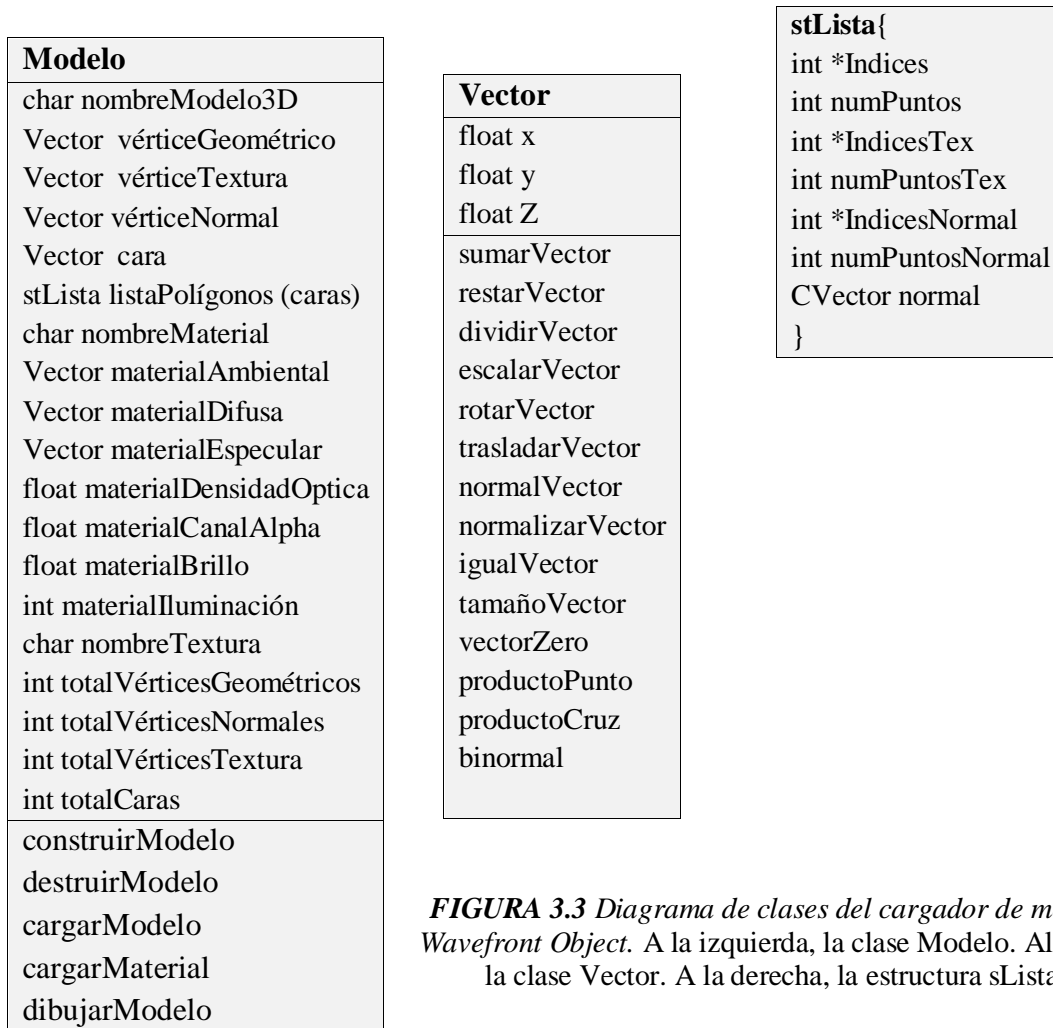 Modelo
char nombreModelo3D
Vector vérticeGeométrico
Vector vérticeTextura
Vector vérticeNormal
Vector cara
stLista listaPolígonos (caras)
char nombreMaterial
Vector materialAmbiental
Vector materialDifusa
Vector materialEspecular
float materialDensidadOptica
float materialCanalAlpha
float materialBrillo
int materialIluminación
char nombreTextura
int totalVérticesGeométricos
int totalVérticesNormales
int totalVérticesTextura
int totalCaras
construirModelo
destruirModelo
cargarModelo
cargarMaterial
dibujarModelo
Vector
float x
float y
float Z
sumarVector
restarVector
dividirVector
escalarVector
rotarVector
trasladarVector
normalVector
normalizarVector
igualVector
tamañoVector
vectorZero
productoPunto
productoCruz
binormal
stLista{
int *Indices
int numPuntos
int *IndicesTex
int numPuntosTex
int *IndicesNormal
int numPuntosNormal
CVector normal
}
FIGURA 3.3 Diagrama de clases del cargador de
Wavefront Object. A la izquierda, la clase Modelo.
la clase Vector. A la derecha, la estructura sLista